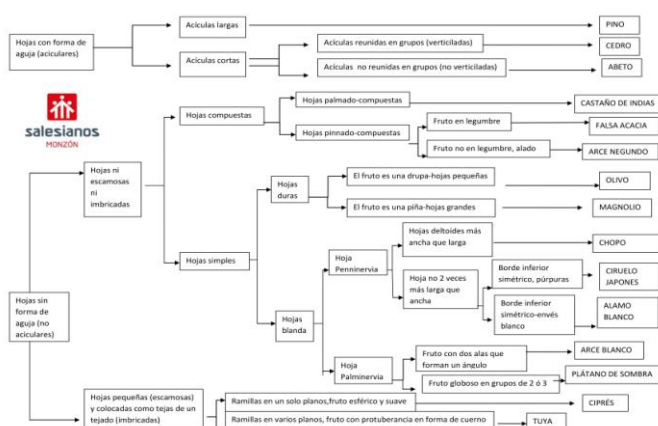 Acículas largas
PINO
Hojas con forma de
aguja (aciculares)
Acículas reunidas en grupos (verticiladas)
CEDRO
Acículas cortas
Acículas no reunidas en grupos (no verticiladas)
ABETO
salesianos
MONZÓN
Hojas palmado-compuestas
CASTAÑO DE INDIAS
Hojas compuestas
Fruto en legumbre
FALSA ACACIA
Hojas pinnado-compuestas
Fruto no en legumbre, alado
ARCE NEGUNDO
Hojas ni
escamosas
ni
imbricadas
Hojas
duras
El fruto es una drupa-hojas pequeñas
OLIVO
El fruto es una piña-hojas grandes
MAGNOLIO
Hojas simples
Hojas deltoides más
ancha que larga
CHOPO
Hoja
Penninervia
Hoja no 2 veces
más larga que
ancha
Borde inferior
simétrico, púrpuras
CIRUELO
JAPONES
Borde inferior
simétrico-envés
blanco
ALAMO
BLANCO
Hojas sin
forma de
aguja (no
aciculares)
Hojas
blanda
Hoja
Palminervia
Fruto con dos alas que
forman un ángulo
ARCE BLANCO
Fruto globoso en grupos de 2 ó 3
PLÁTANO DE SOMBRA
Hojas pequeñas (escamosas)
y colocadas como tejas de un
tejado (imbricadas)
Ramillas en un solo planos,fruto esférico y suave
CIPRÉS
Ramillas en varios planos, fruto con protuberancia en forma de cuerno
TUYA